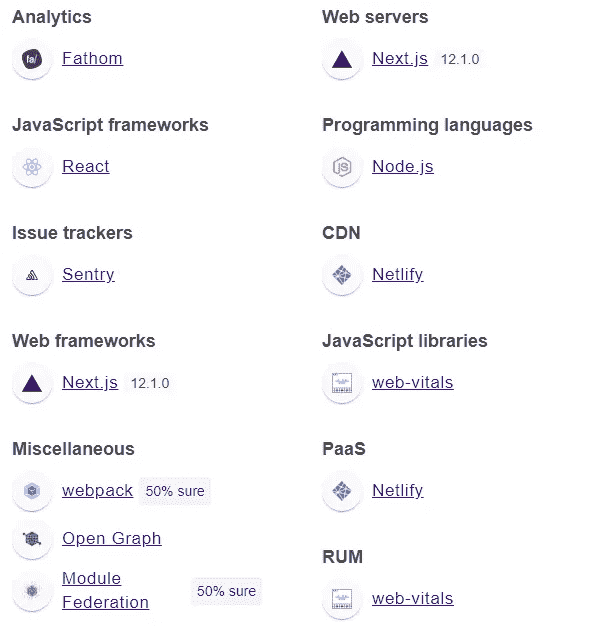 Analytics
fa/ Fathom
JavaScript frameworks
React
Issue trackers
Sentry
Web frameworks
Next.js 12.1.0
Miscellaneous
webpack 50% sure
Open Graph
Module
Federation 50% sure
Web servers
Next.js 12.1.0
Programming languages
JS Node.js
CDN
Netlify
JavaScript libraries
web-vitals
PaaS
Netlify
RUM
web-vitals